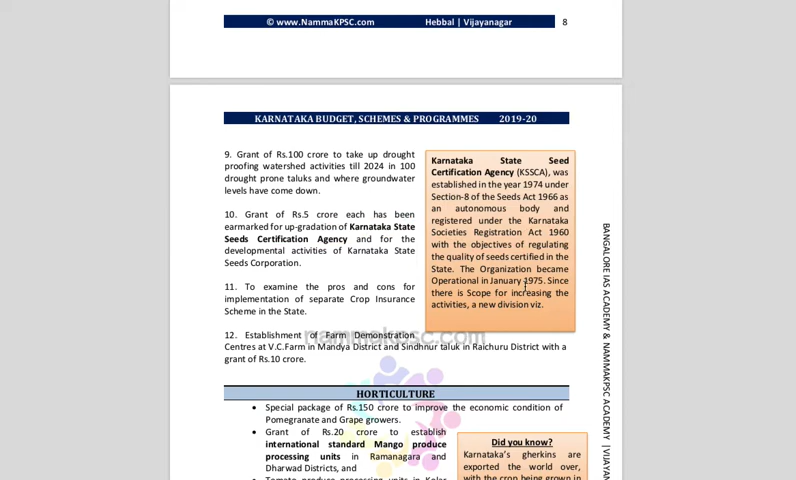 © www.NammaKPSC.com Hebbal | Vijayanagar 8
KARNATAKA BUDGET, SCHEMES & PROGRAMMES 2019-20
9. Grant of Rs.100 crore to take up drought
proofing watershed activities till 2024 in 100
drought prone taluks and where groundwater
levels have come down.
10. Grant of Rs.5 crore each has been
earmarked for up-gradation of Karnataka State
Seeds Certification Agency and for the
developmental activities of Karnataka State
Seeds Corporation.
11. To examine the pros and cons for
implementation of separate Crop Insurance
Scheme in the State.
12. Establishment of Farm Demonstration
Centres at V.C.Farm in Mandya District and Sindhnur taluk in Raichuru District with a
grant of Rs.10 crore.
Karnataka State Seed
Certification Agency (KSSCA), was
established in the year 1974 under
Section-8 of the Seeds Act 1966 as
an autonomous body and
registered under the Karnataka
Societies Registration Act 1960
with the objectives of regulating
the quality of seeds certified in the
State. The Organization became
Operational in January 1975. Since
there is Scope for increasing the
activities, a new division viz.
nammakpsc.com
HORTICULTURE
• Special package of Rs.150 crore to improve the economic condition of
Pomegranate and Grape growers.
• Grant of Rs.20 crore to establish
international standard Mango produce
processing units in Ramanagara and
Dharwad Districts, and
• Tomato produce processing units in Kolar
Did you know?
Karnataka's gherkins are
exported the world over,
with the crop being grown in
BANGALORE IAS ACADEMY & NAMMAKPSC ACADEMY |VIJAYAN